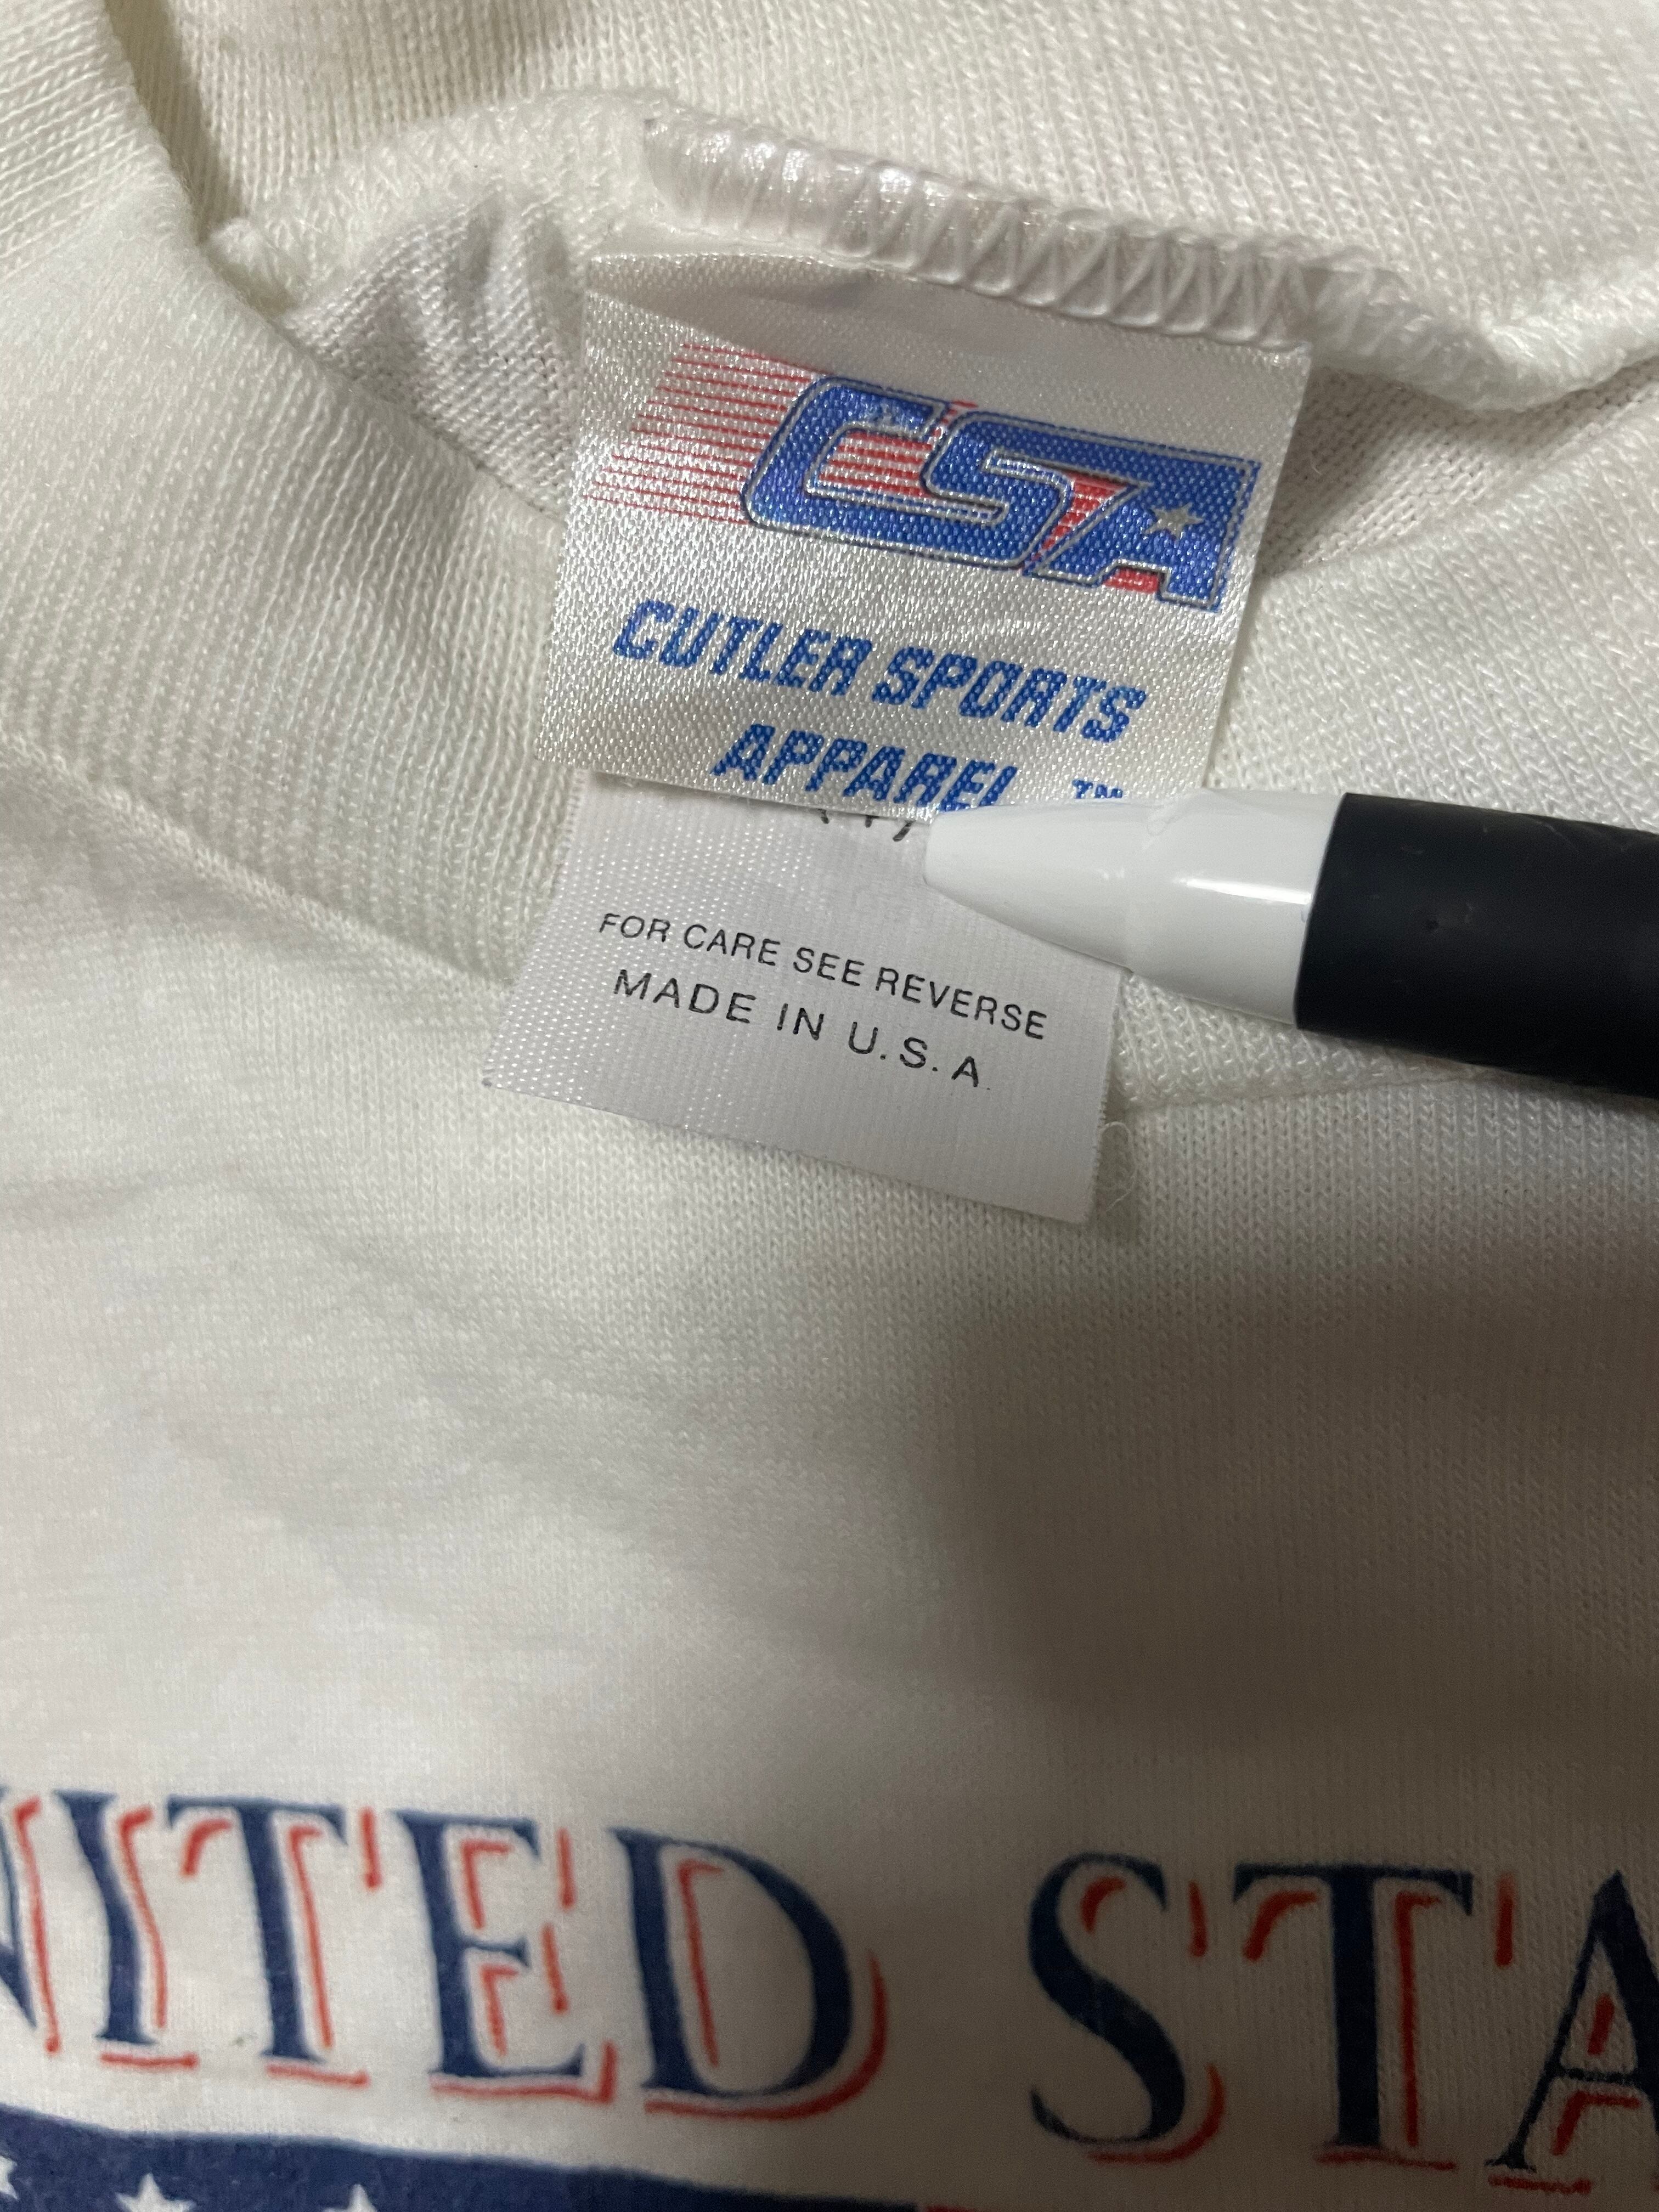 CSA
CUTLER SPORTS
APPAREL ™
FOR CARE SEE REVERSE
MADE IN U.S.A.
NITED STA